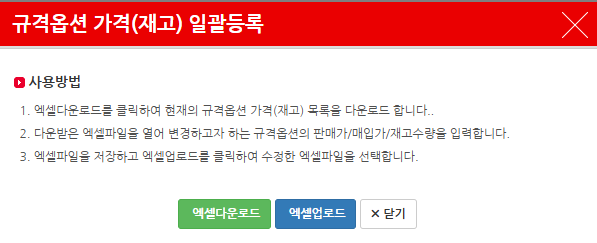 규격옵션 가격(재고) 일괄등록
사용방법
1. 엑셀다운로드를 클릭하여 현재의 규격옵션 가격(재고) 목록을 다운로드 합니다..
2. 다운받은 엑셀파일을 열어 변경하고자 하는 규격옵션의 판매가/매입가/재고수량을 입력합니다.
3. 엑셀파일을 저장하고 엑셀업로드를 클릭하여 수정한 엑셀파일을 선택합니다.
엑셀다운로드 엑셀업로드 ✕ 닫기